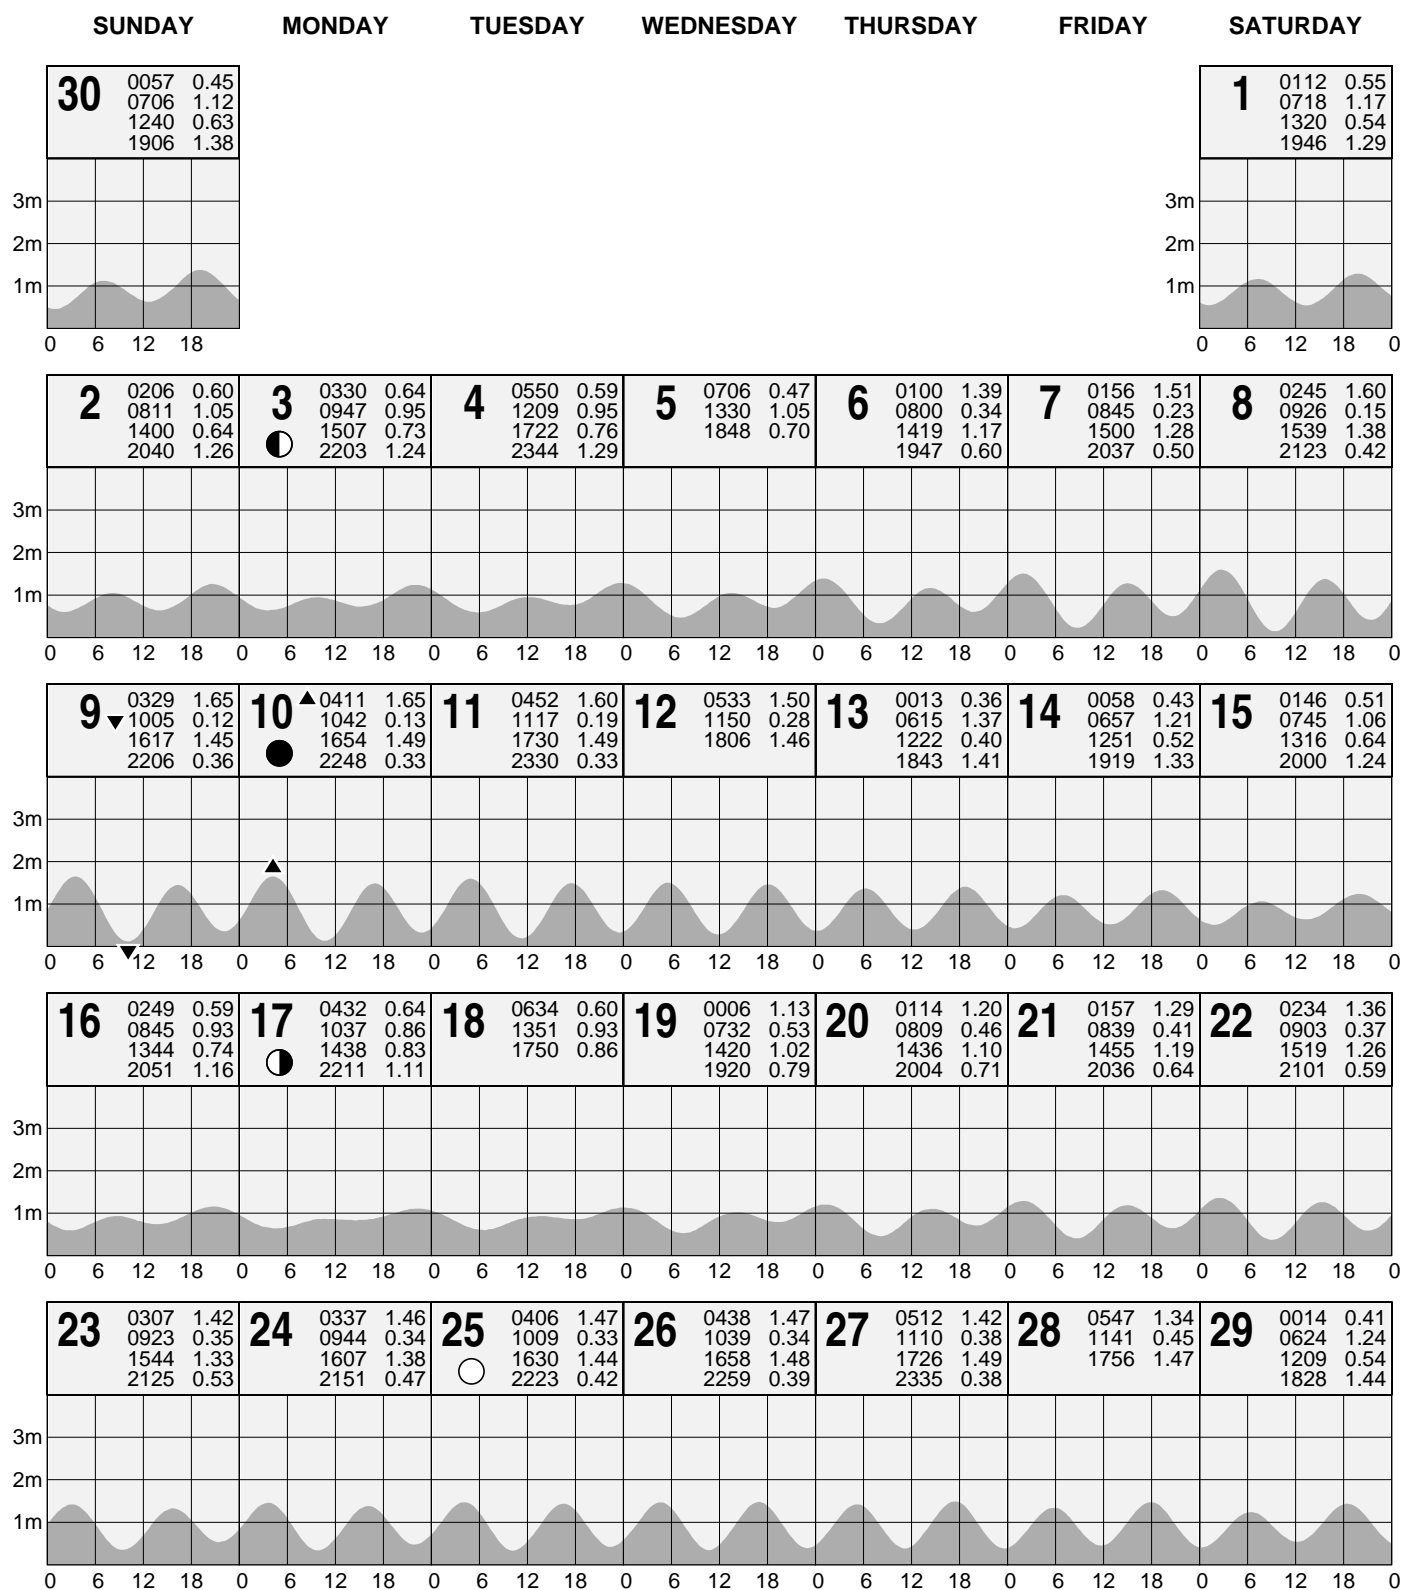 SUNDAY MONDAY TUESDAY WEDNESDAY THURSDAY FRIDAY SATURDAY
30 0057 0.45
0706 1.12
1240 0.63
1906 1.38
1 0112 0.55
0718 1.17
1320 0.54
1946 1.29
3m 3m
2m 2m
1m 1m
0 6 12 18 0 6 12 18 0
2 0206 0.60 3 0330 0.64 4 0550 0.59 5 0706 0.47 6 0100 1.39 7 0156 1.51 8 0245 1.60
0811 1.05 0947 0.95 1209 0.95 1330 1.05 0800 0.34 0845 0.23 0926 0.15
1400 0.64 1507 0.73 1722 0.76 1848 0.70 1419 1.17 1500 1.28 1539 1.38
2040 1.26 2203 1.24 2344 1.29 1947 0.60 2037 0.50 2123 0.42
3m
2m
1m
0 6 12 18 0 6 12 18 0 6 12 18 0 6 12 18 0 6 12 18 0 6 12 18 0 6 12 18 0
9 0329 1.65 10 0411 1.65 11 0452 1.60 12 0533 1.50 13 0013 0.36 14 0058 0.43 15 0146 0.51
1005 0.12 1042 0.13 1117 0.19 1150 0.28 0615 1.37 0657 1.21 0745 1.06
1617 1.45 1654 1.49 1730 1.49 1806 1.46 1222 0.40 1251 0.52 1316 0.64
2206 0.36 2248 0.33 2330 0.33 1843 1.41 1919 1.33 2000 1.24
3m
2m
1m
0 6 12 18 0 6 12 18 0 6 12 18 0 6 12 18 0 6 12 18 0 6 12 18 0 6 12 18 0
16 0249 0.59 17 0432 0.64 18 0634 0.60 19 0006 1.13 20 0114 1.20 21 0157 1.29 22 0234 1.36
0845 0.93 1037 0.86 1351 0.93 0732 0.53 0809 0.46 0839 0.41 0903 0.37
1344 0.74 1438 0.83 1750 0.86 1420 1.02 1436 1.10 1455 1.19 1519 1.26
2051 1.16 2211 1.11 1920 0.79 2004 0.71 2036 0.64 2101 0.59
3m
2m
1m
0 6 12 18 0 6 12 18 0 6 12 18 0 6 12 18 0 6 12 18 0 6 12 18 0 6 12 18 0
23 0307 1.42 24 0337 1.46 25 0406 1.47 26 0438 1.47 27 0512 1.42 28 0547 1.34 29 0014 0.41
0923 0.35 0944 0.34 1009 0.33 1039 0.34 1110 0.38 1141 0.45 0624 1.24
1544 1.33 1607 1.38 1630 1.44 1658 1.48 1726 1.49 1756 1.47 1209 0.54
2125 0.53 2151 0.47 2223 0.42 2259 0.39 2335 0.38 1828 1.44
3m
2m
1m
0 6 12 18 0 6 12 18 0 6 12 18 0 6 12 18 0 6 12 18 0 6 12 18 0 6 12 18 0